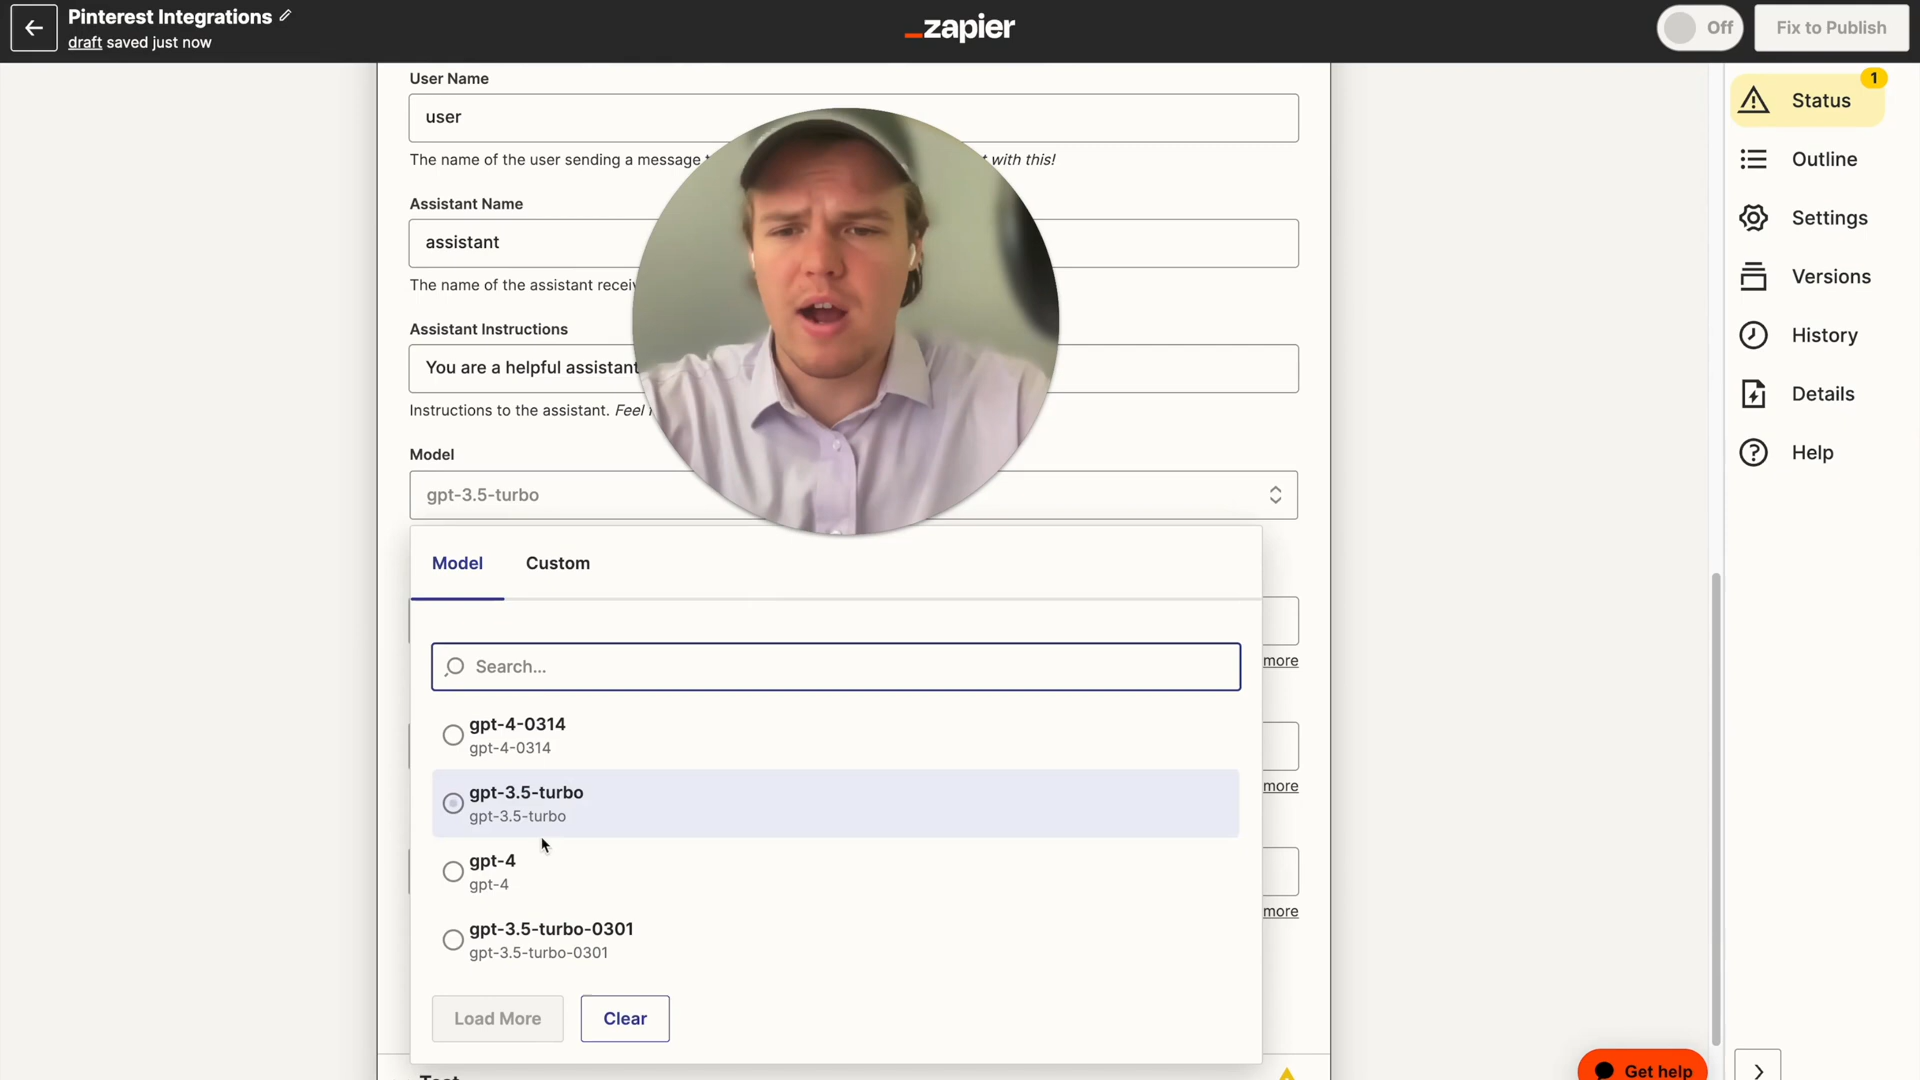 Pinterest Integrations
draft saved just now
zapier
Off
Fix to Publish
User Name
user
The name of the user sending a message
with this!
Assistant Name
assistant
The name of the assistant
Assistant Instructions
You are a helpful assistant
Instructions to the assistant. Feel
Model
gpt-3.5-turbo
Model
Custom
Search...
gpt-4-0314
gpt-4-0314
gpt-3.5-turbo
gpt-3.5-turbo
gpt-4
gpt-4
gpt-3.5-turbo-0301
gpt-3.5-turbo-0301
Load More
Clear
more
more
more
1
Status
Outline
Settings
Versions
History
Details
Help
Get help